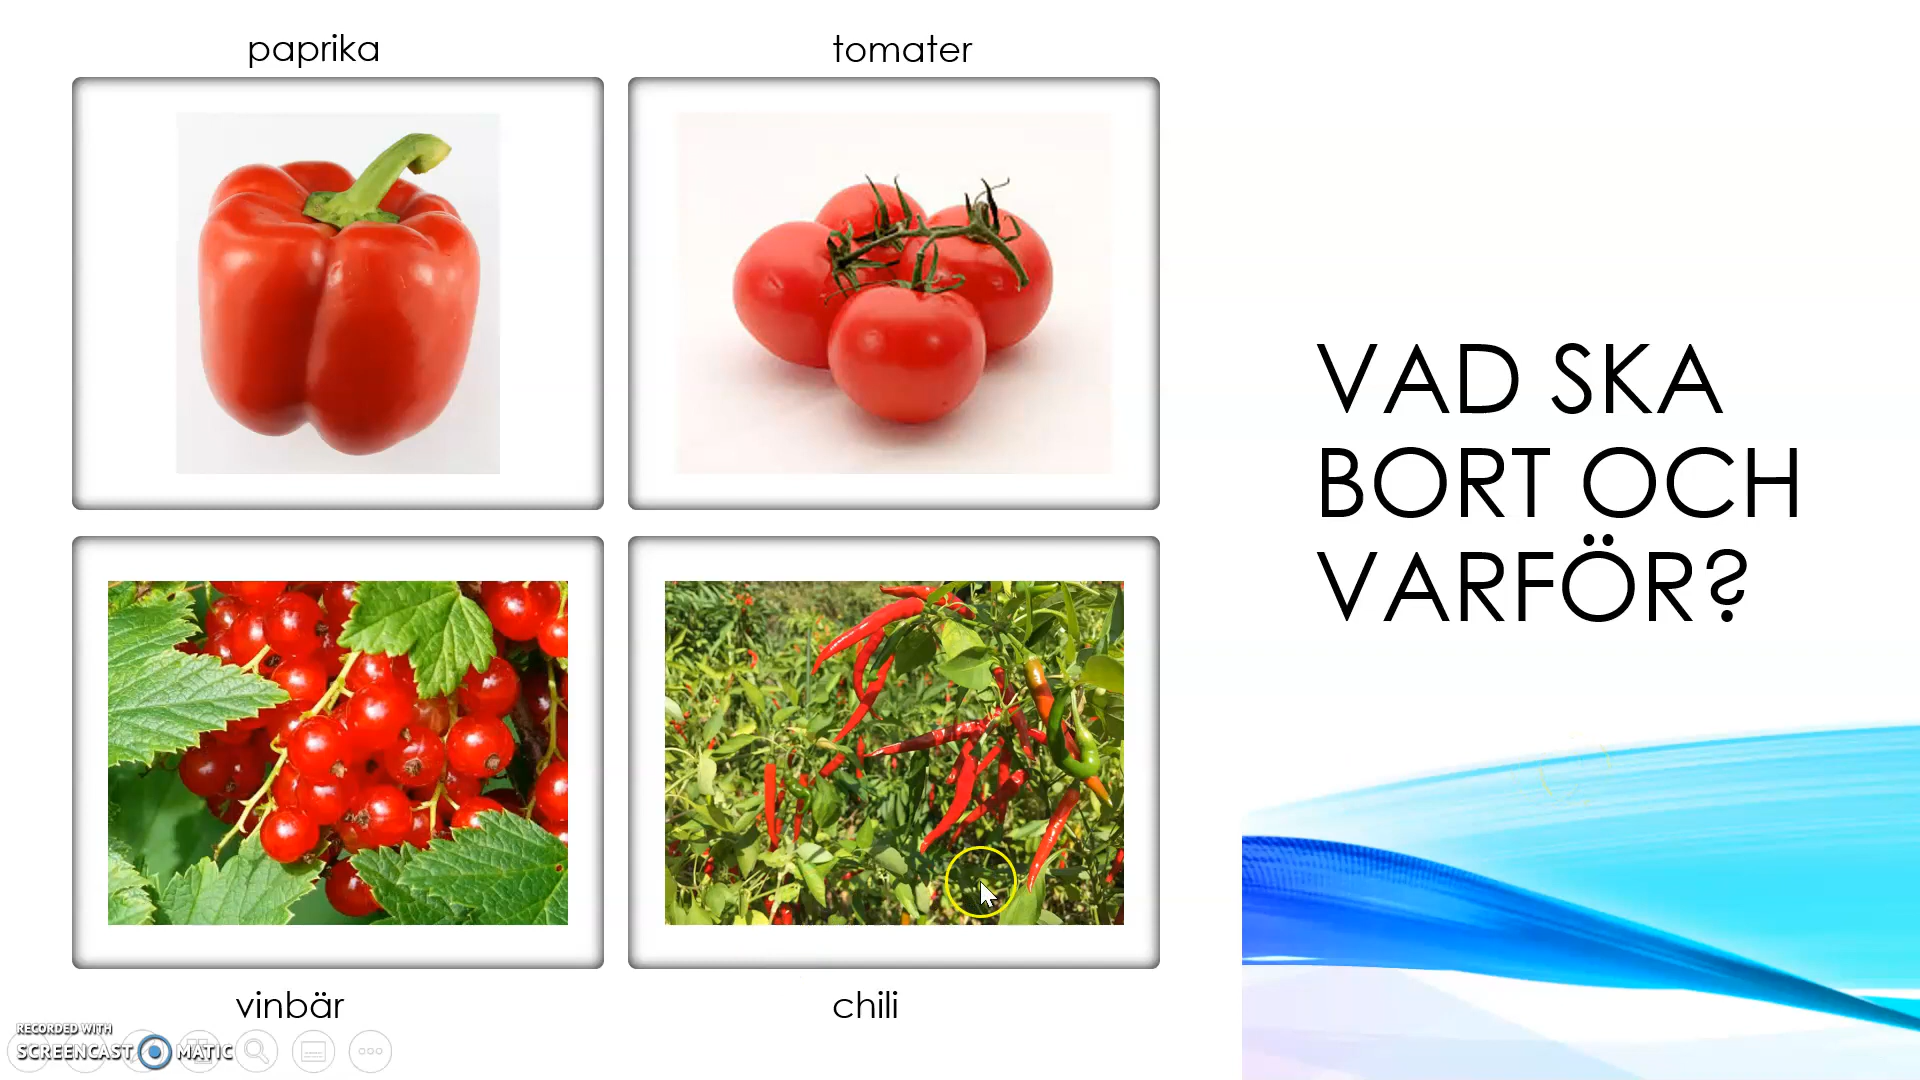 paprika
tomater
VAD SKA
BORT OCH
VARFÖR?
vinbär
chili
RECORDED WITH
SCREENCAST MATIC